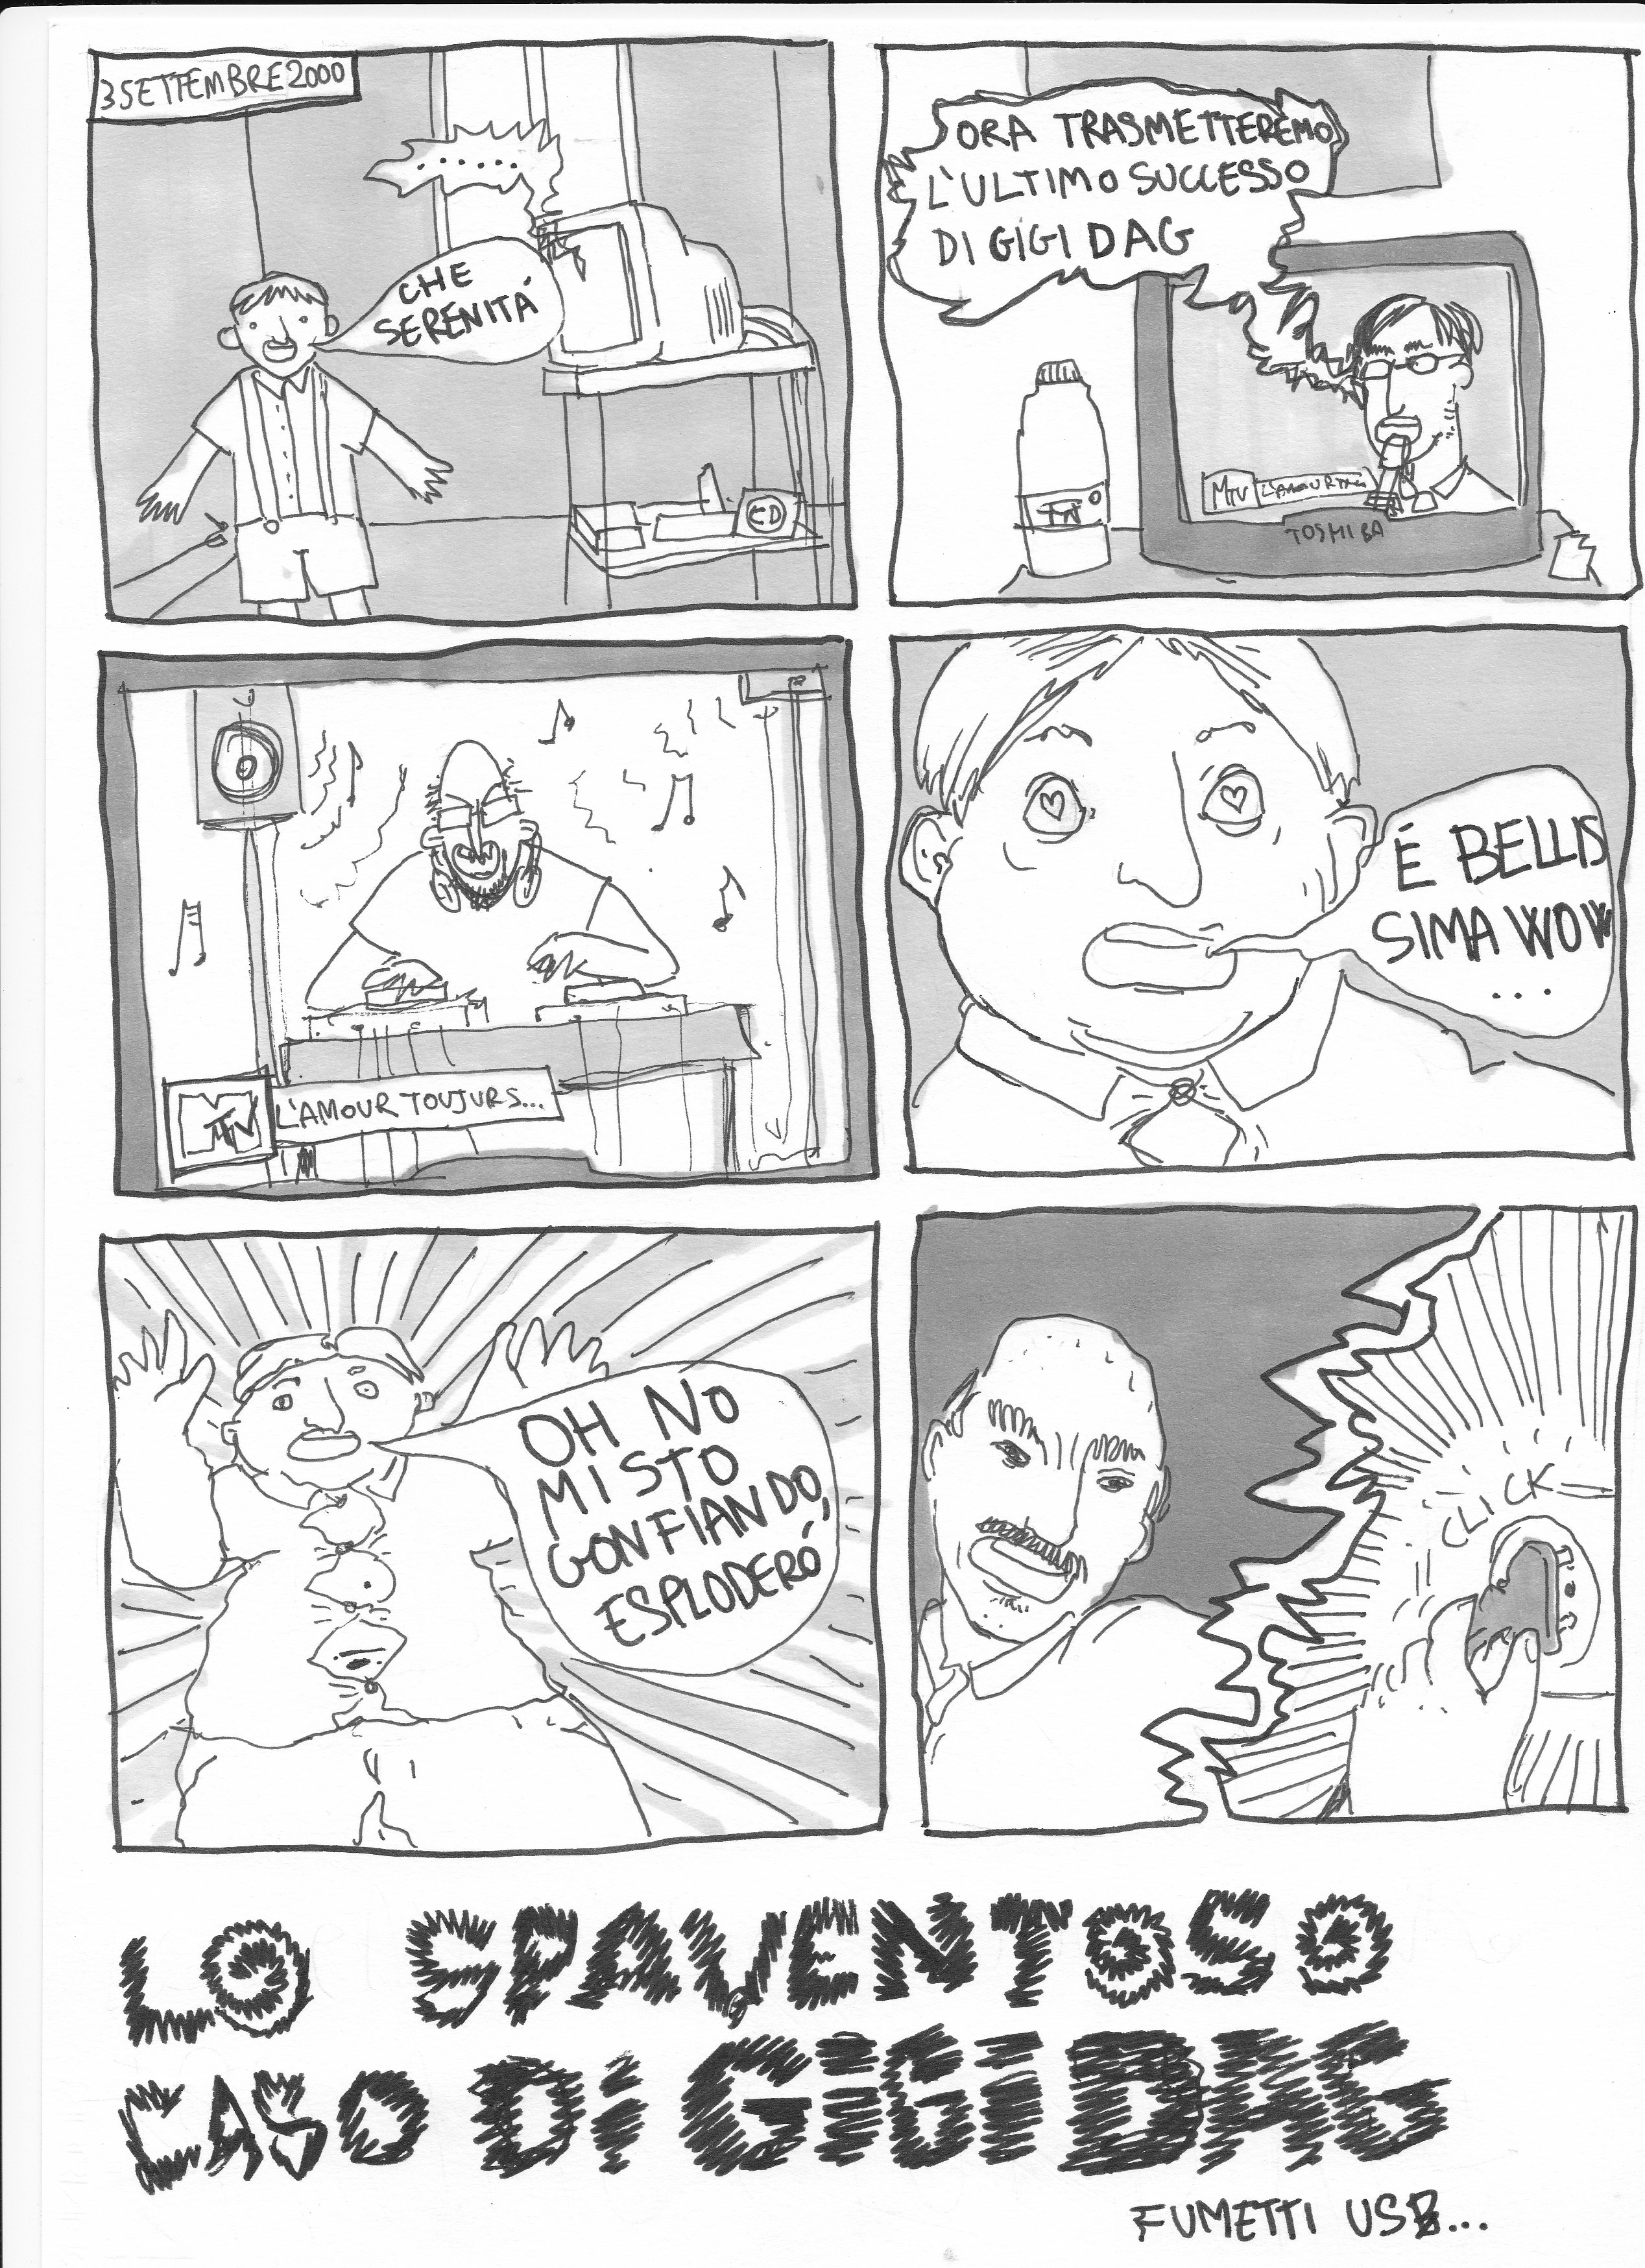 3 SETTEMBRE 2000
.......
CHE
SERENITÁ
ORA TRASMETTEREMO
L'ULTIMO SUCCESSO
DI GIGI DAG
MTV
TOSHIBA
CD
MTV
L'AMOUR TOUJURS...
É BELLIS
SIMA WOW
...
OH NO
MI STO
GONFIANDO,
ESPLODERÓ
CLICK
LO SPAVENTOSO
CASO DI GIGI DAG
FUMETTI USB...